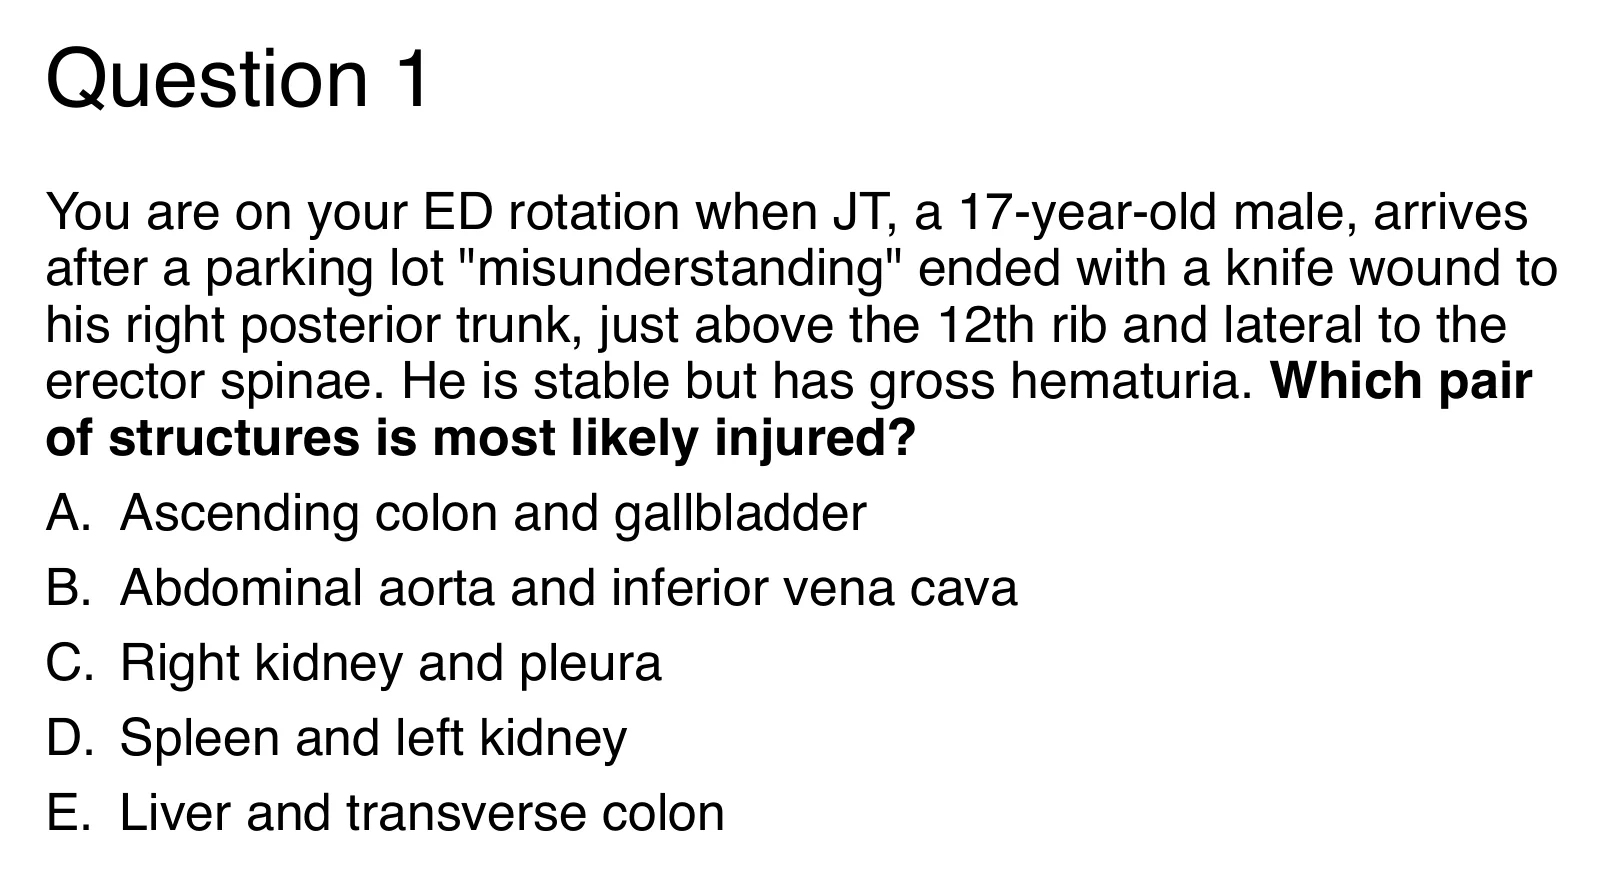 Question 1
You are on your ED rotation when JT, a 17-year-old male, arrives
after a parking lot "misunderstanding" ended with a knife wound to
his right posterior trunk, just above the 12th rib and lateral to the
erector spinae. He is stable but has gross hematuria. Which pair
of structures is most likely injured?
A. Ascending colon and gallbladder
B. Abdominal aorta and inferior vena cava
C. Right kidney and pleura
D. Spleen and left kidney
E. Liver and transverse colon